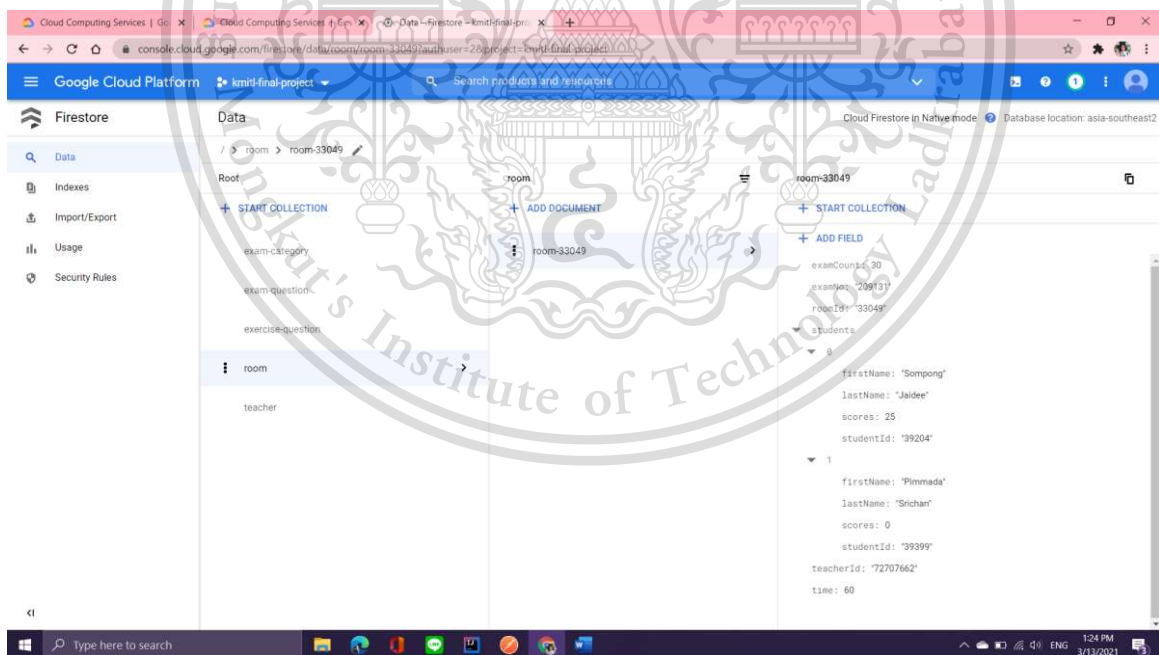 Cloud Computing Services | Go
Cloud Computing Services | Go
Data – Firestore – kmitl-final-pro
console.cloud.google.com/firestore/data/room/room-33049?authuser=2&project=kmitl-final-project
Google Cloud Platform
kmitl-final-project
Search products and resources
1
Firestore
Data
Cloud Firestore in Native mode
Database location: asia-southeast2
Data
Indexes
Import/Export
Usage
Security Rules
/ > room > room-33049
Root
+ START COLLECTION
exam-category
exam-question
exercise-question
room
teacher
room
+ ADD DOCUMENT
room-33049
room-33049
+ START COLLECTION
+ ADD FIELD
examCount: 30
examNo: "209131"
roomId: "33049"
students
0
firstName: "Sompong"
lastName: "Jaidee"
scores: 25
studentId: "39204"
1
firstName: "Pimmada"
lastName: "Srichan"
scores: 0
studentId: "39399"
teacherId: "72707662"
time: 60
Mongkut's Institute of Technology Ladkrabang
Type here to search
ENG
1:24 PM
3/13/2021
3